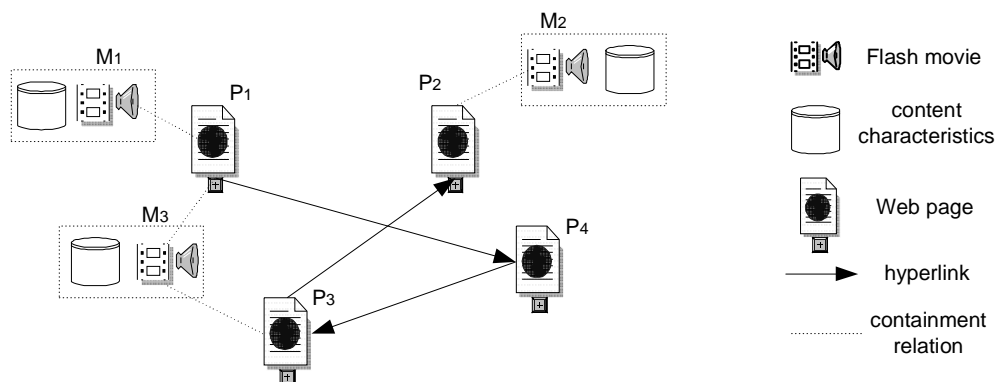 M1
M2
P1
P2
M3
P4
P3
Flash movie
content
characteristics
Web page
hyperlink
containment
relation